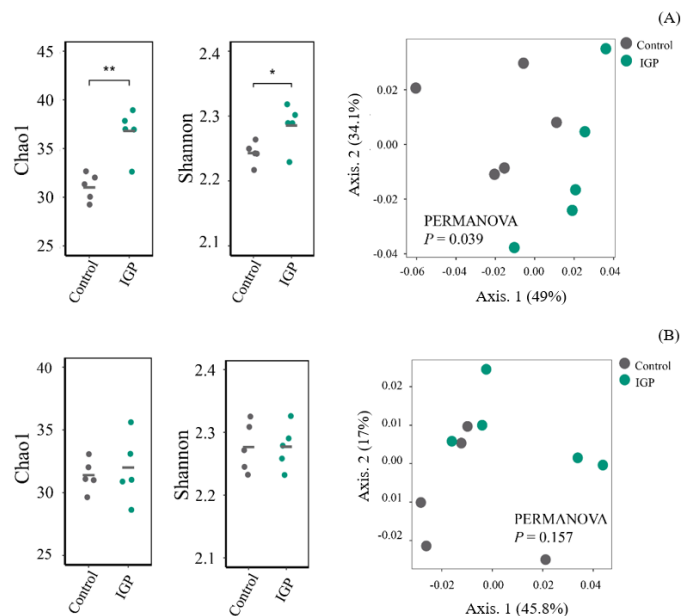 (A)
45
40
35
30
25
Chao1
**
Control
IGP
2.4
2.3
2.2
2.1
Shannon
*
Control
IGP
Control
IGP
0.02
0.00
-0.02
-0.04
Axis. 2 (34.1%)
PERMANOVA
P = 0.039
-0.06
-0.04
-0.02
0.00
0.02
0.04
Axis. 1 (49%)
(B)
40
35
30
25
Chao1
Control
IGP
2.4
2.3
2.2
2.1
Shannon
Control
IGP
Control
IGP
0.02
0.01
0.00
0.01
-0.02
Axis. 2 (17%)
PERMANOVA
P = 0.157
-0.02
0.00
0.02
0.04
Axis. 1 (45.8%)